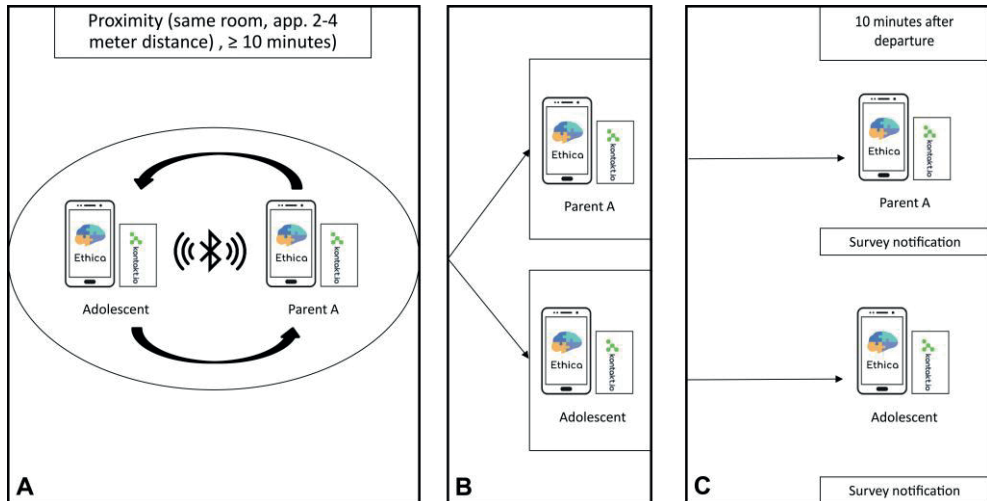 Proximity (same room, app. 2-4
meter distance) , ≥ 10 minutes)
Ethica
kontakt.io
Adolescent
Ethica
kontakt.io
Parent A
A
Ethica
kontakt.io
Parent A
Ethica
kontakt.io
Adolescent
B
10 minutes after
departure
Ethica
kontakt.io
Parent A
Survey notification
Ethica
kontakt.io
Adolescent
Survey notification
C